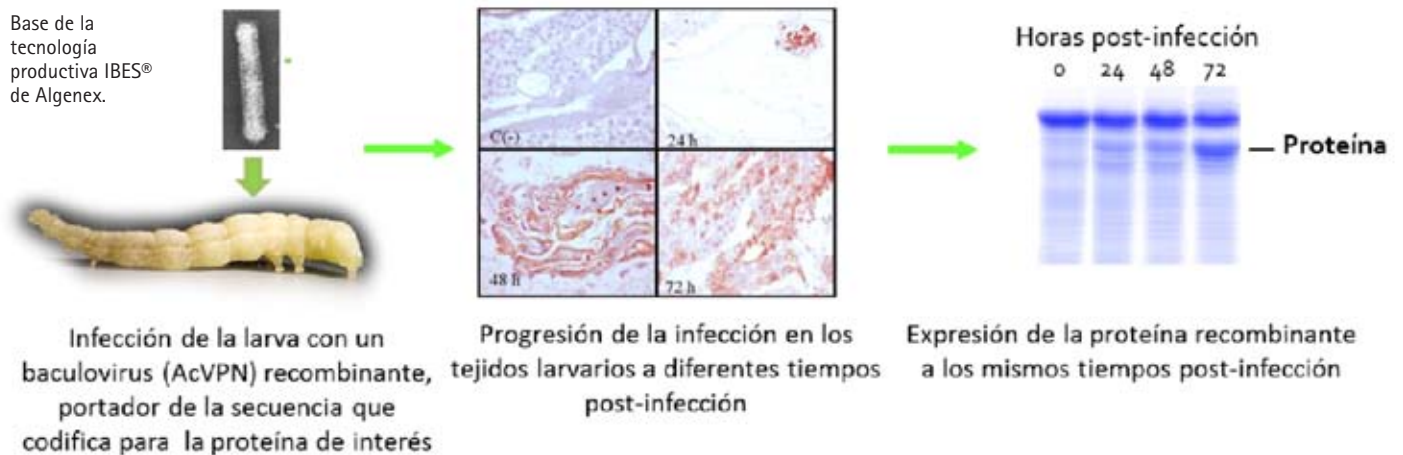 Base de la
tecnología
productiva IBES®
de Algenex.
C(-)
24 h
48 h
72 h
Horas post-infección
0 24 48 72
Proteína
Infección de la larva con un
baculovirus (AcVPN) recombinante,
portador de la secuencia que
codifica para la proteína de interés
Progresión de la infección en los
tejidos larvarios a diferentes tiempos
post-infección
Expresión de la proteína recombinante
a los mismos tiempos post-infección